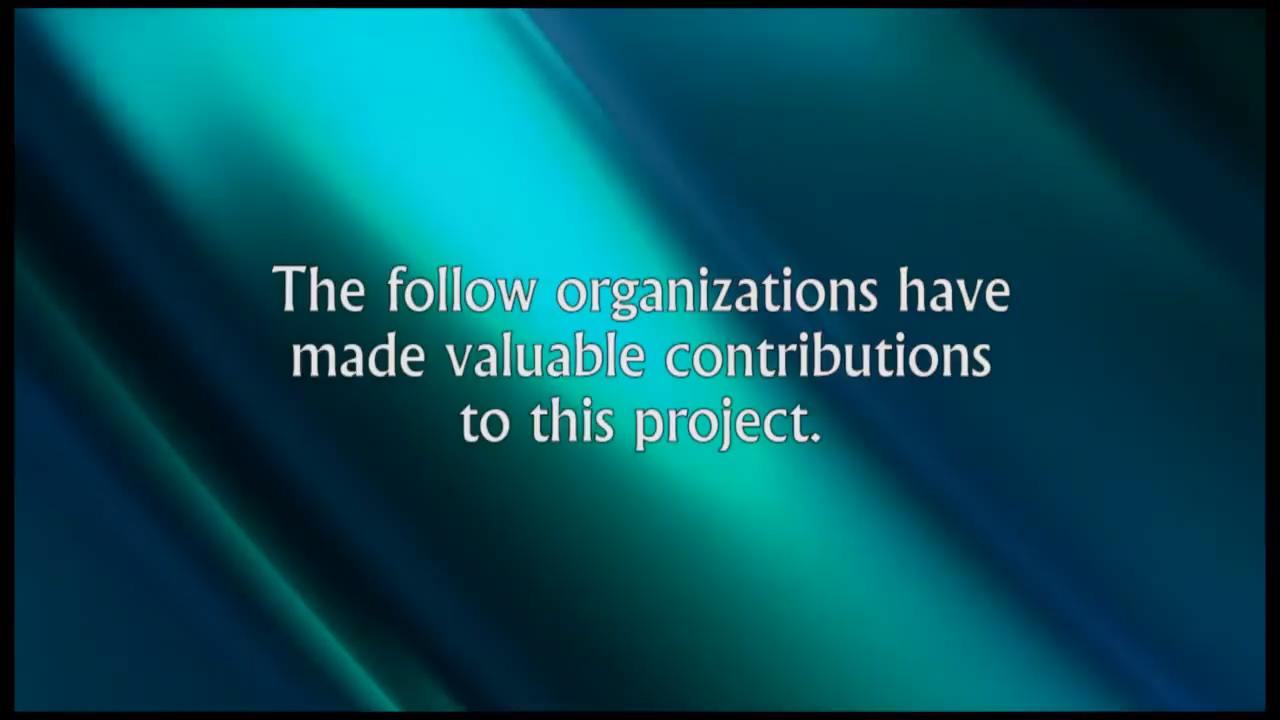 The follow organizations have
made valuable contributions
to this project.